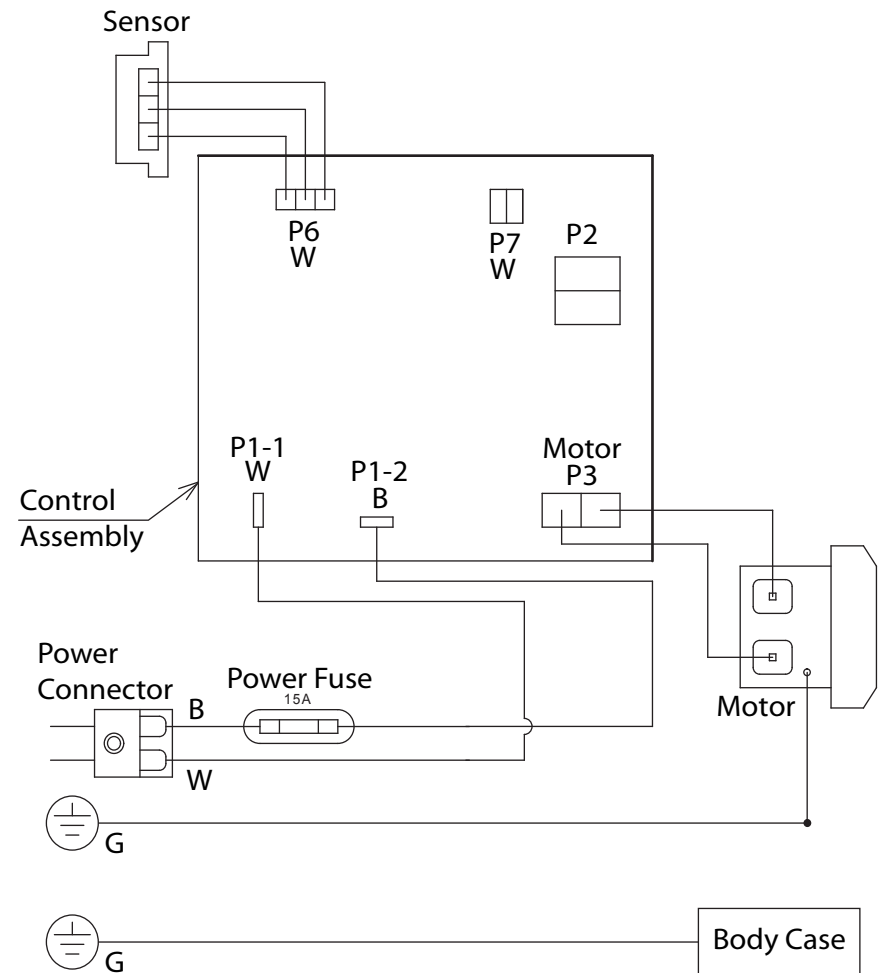 Sensor
P6
W
P7
W
P2
P1-1
W
P1-2
B
Motor
P3
Control
Assembly
Power
Connector
B
Power Fuse
15A
W
Motor
G
G
Body Case